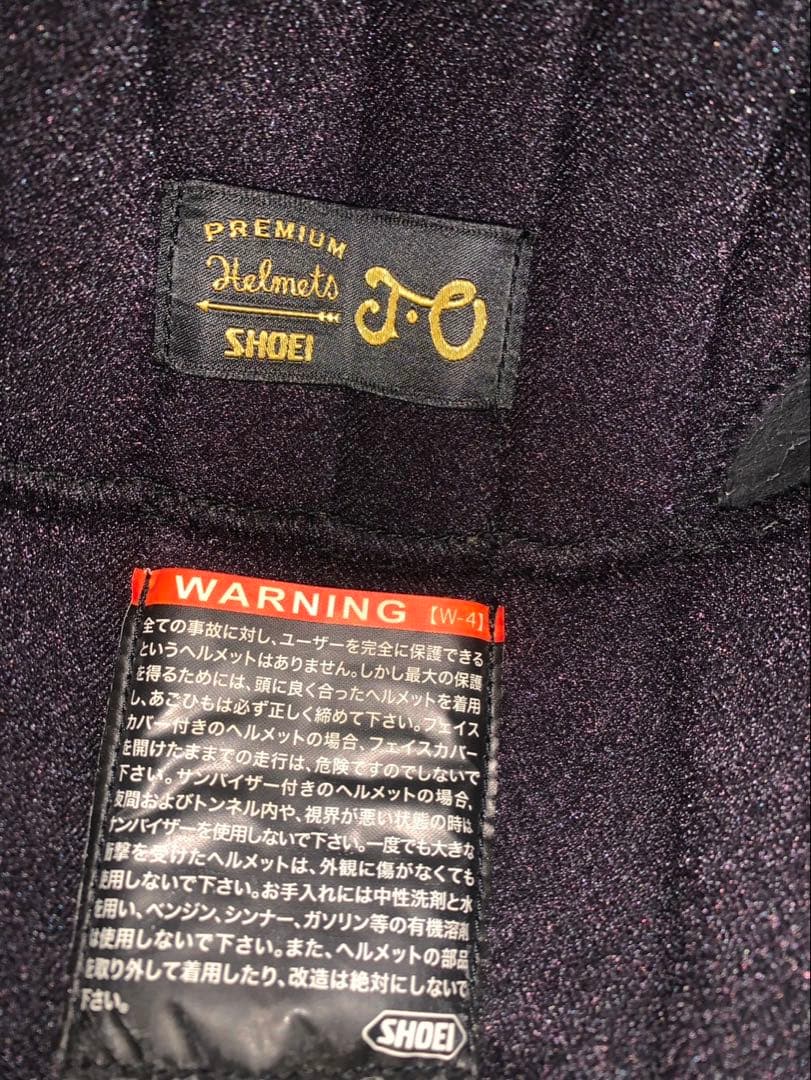 PREMIUM
Helmets
SHOEI
J・O
WARNING 【W-4】
全ての事故に対し、ユーザーを完全に保護できる
というヘルメットはありません。しかし最大の保護
を得るためには、頭に良く合ったヘルメットを着用
し、あごひもは必ず正しく締めて下さい。フェイス
カバー付きのヘルメットの場合、フェイスカバー
を開けたままでの走行は、危険ですのでしないで
下さい。サンバイザー付きのヘルメットの場合、
夜間およびトンネル内や、視界が悪い状態の時は
サンバイザーを使用しないで下さい。一度でも大きな
衝撃を受けたヘルメットは、外観に傷がなくても
使用しないで下さい。お手入れには中性洗剤と水
を用い、ベンジン、シンナー、ガソリン等の有機溶剤
は使用しないで下さい。また、ヘルメットの部品
を取り外して着用したり、改造は絶対にしないで
下さい。
SHOEI